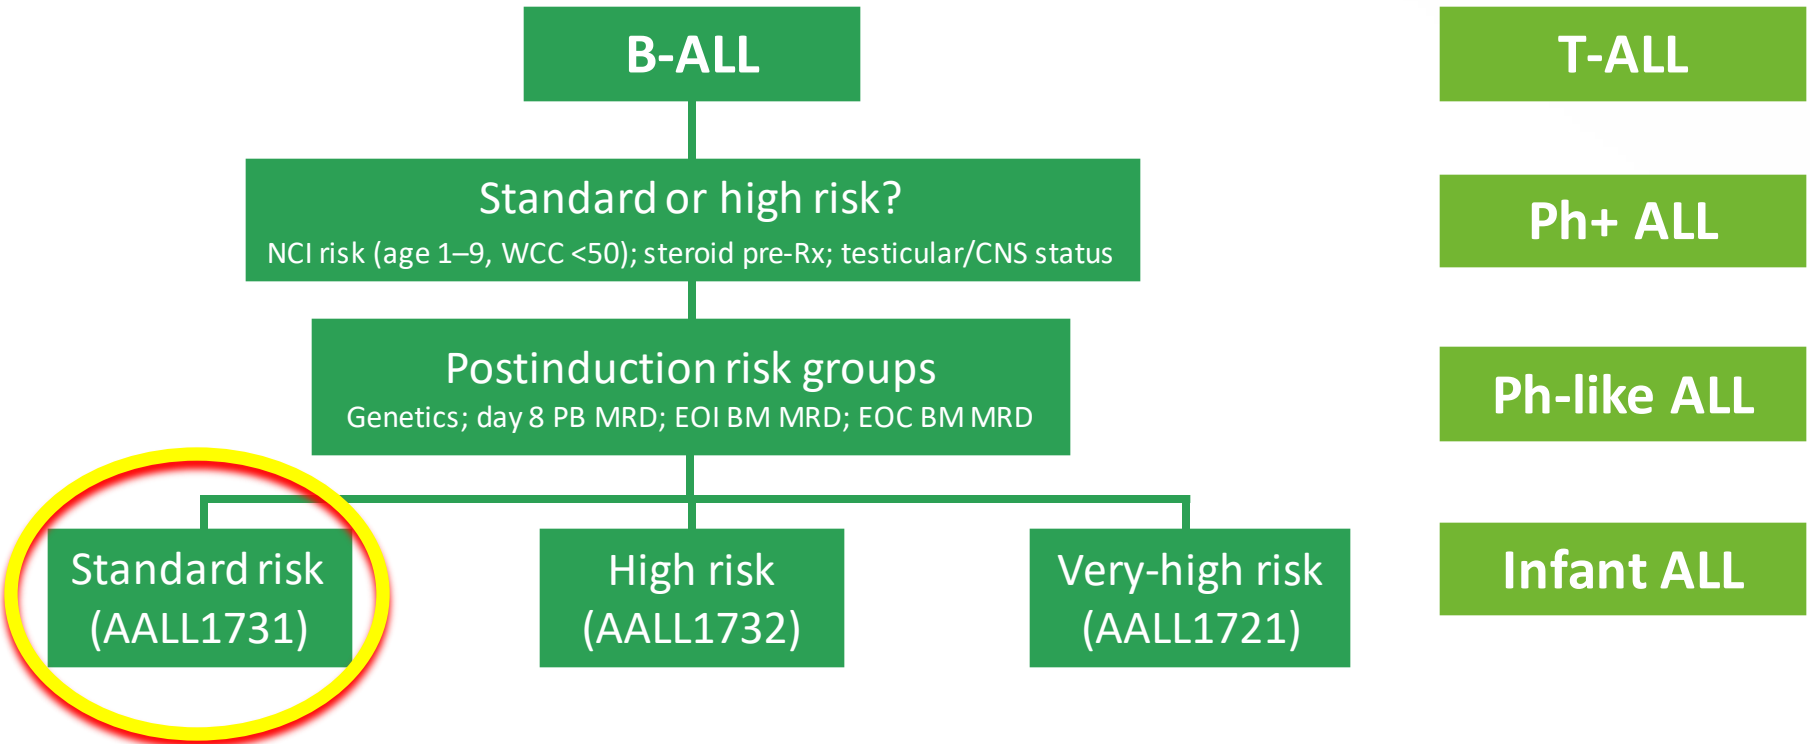 B-ALL
Standard or high risk?
NCI risk (age 1–9, WCC <50); steroid pre-Rx; testicular/CNS status
Postinduction risk groups
Genetics; day 8 PB MRD; EOI BM MRD; EOC BM MRD
Standard risk
(AALL1731)
High risk
(AALL1732)
Very-high risk
(AALL1721)
T-ALL
Ph+ ALL
Ph-like ALL
Infant ALL